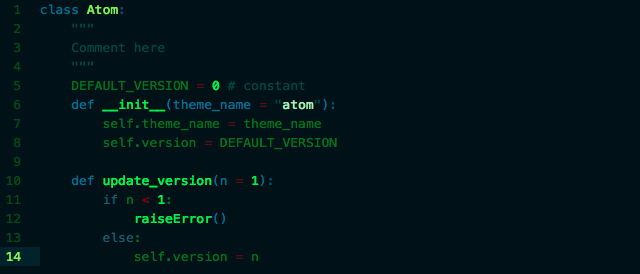 1 class Atom:
2     """
3     Comment here
4     """
5     DEFAULT_VERSION = 0 # constant
6     def __init__(theme_name = "atom"):
7         self.theme_name = theme_name
8         self.version = DEFAULT_VERSION
9
10     def update_version(n = 1):
11         if n < 1:
12             raiseError()
13         else:
14             self.version = n